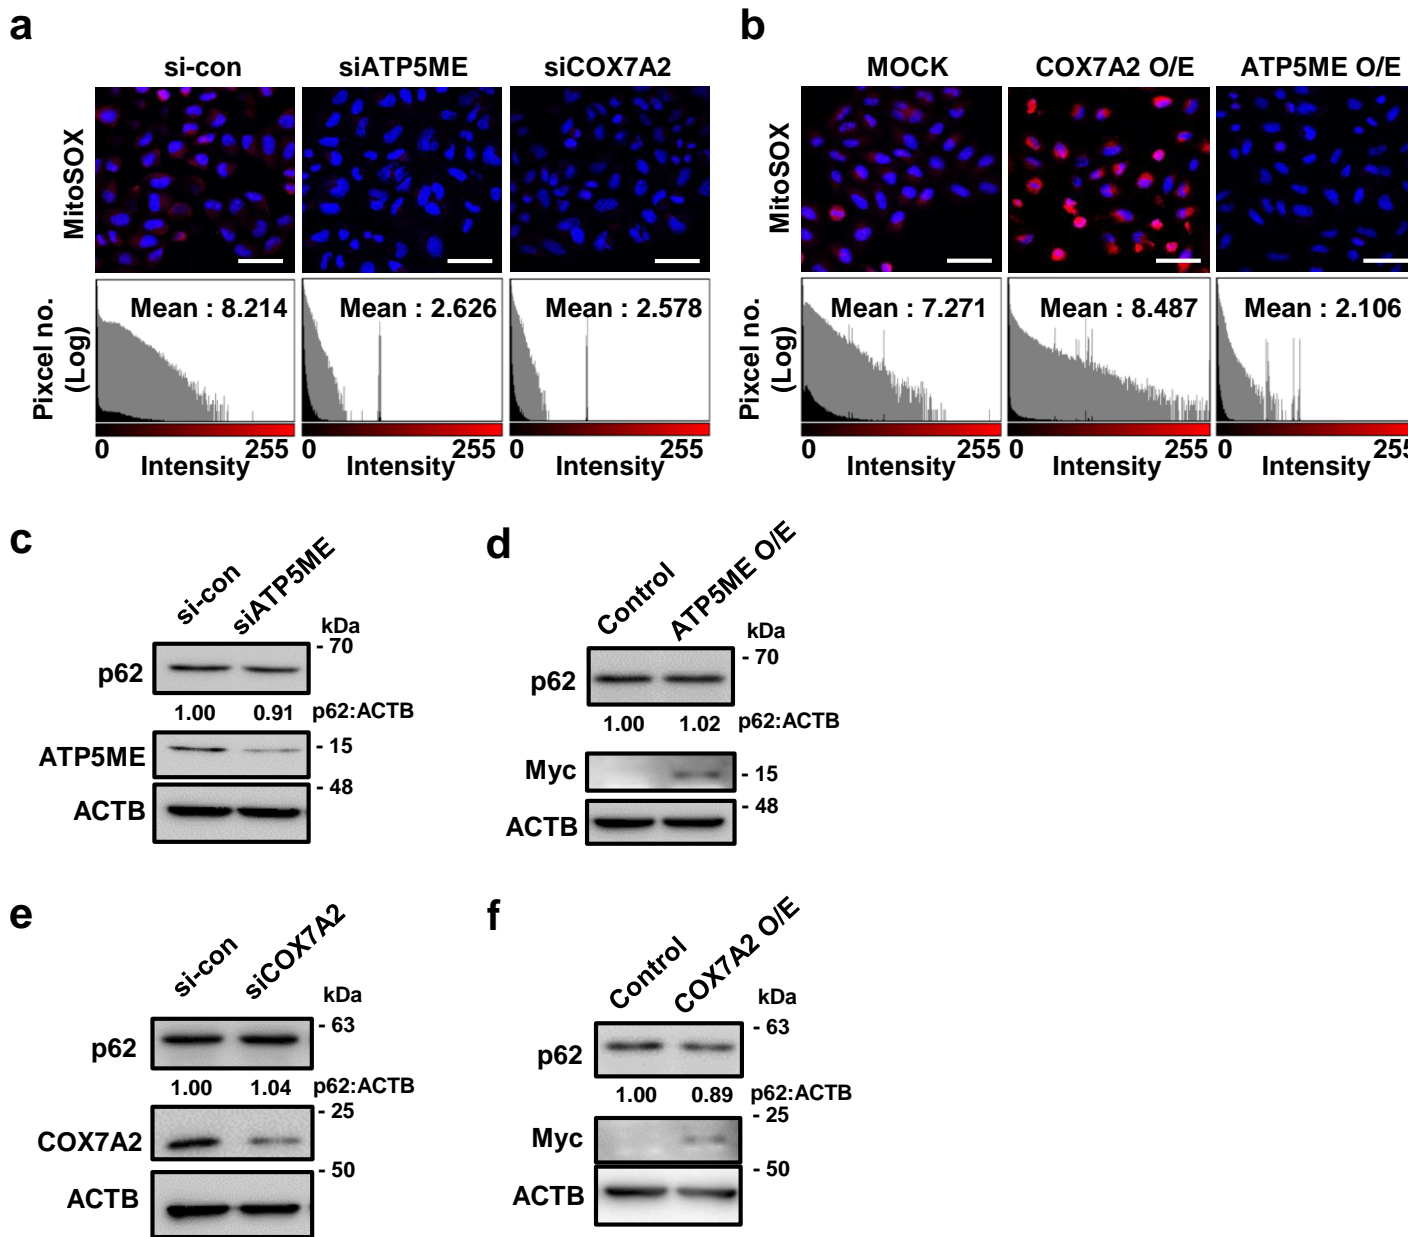 a
si-con siATP5ME siCOX7A2
MitoSOX
Mean : 8.214 Mean : 2.626 Mean : 2.578
Pixcel no.
(Log)
0 255 0 255 0 255
Intensity Intensity Intensity
b
MOCK COX7A2 O/E ATP5ME O/E
MitoSOX
Mean : 7.271 Mean : 8.487 Mean : 2.106
Pixcel no.
(Log)
0 255 0 255 0 255
Intensity Intensity Intensity
c
si-con siATP5ME
kDa
- 70
p62
1.00 0.91 p62:ACTB
ATP5ME - 15
- 48
ACTB
d
Control ATP5ME O/E
kDa
- 70
p62
1.00 1.02 p62:ACTB
Myc - 15
- 48
ACTB
e
si-con siCOX7A2
kDa
- 63
p62
1.00 1.04 p62:ACTB
- 25
COX7A2
- 50
ACTB
f
Control COX7A2 O/E
kDa
- 63
p62
1.00 0.89 p62:ACTB
- 25
Myc
- 50
ACTB